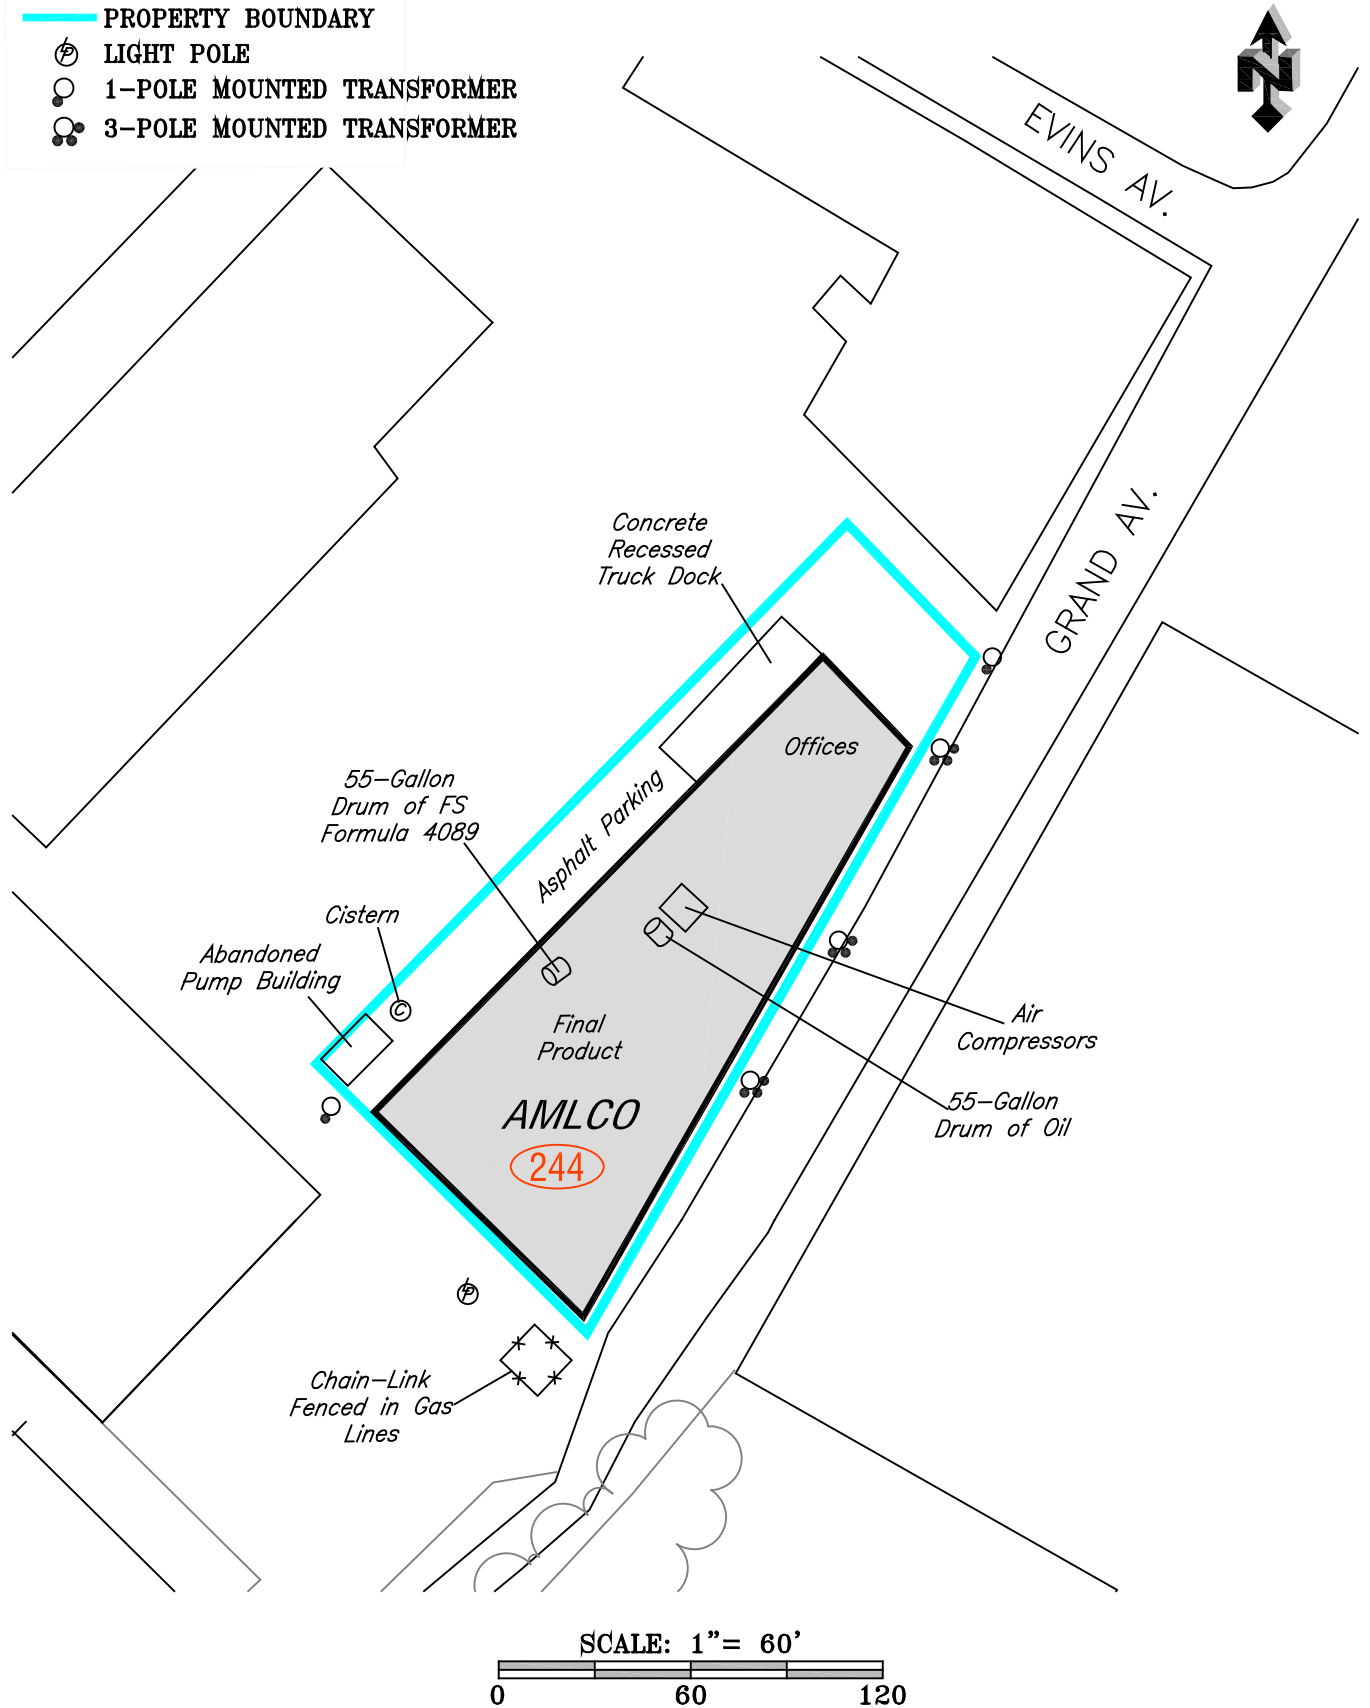 PROPERTY BOUNDARY
LP
LIGHT POLE
1-POLE MOUNTED TRANSFORMER
3-POLE MOUNTED TRANSFORMER
N
EVINS AV.
GRAND AV.
Concrete
Recessed
Truck Dock
Offices
55-Gallon
Drum of FS
Formula 4089
Asphalt Parking
Cistern
Abandoned
Pump Building
C
Final
Product
Air
Compressors
AMLCO
244
55-Gallon
Drum of Oil
LP
Chain-Link
Fenced in Gas
Lines
SCALE: 1"= 60'
0 60 120